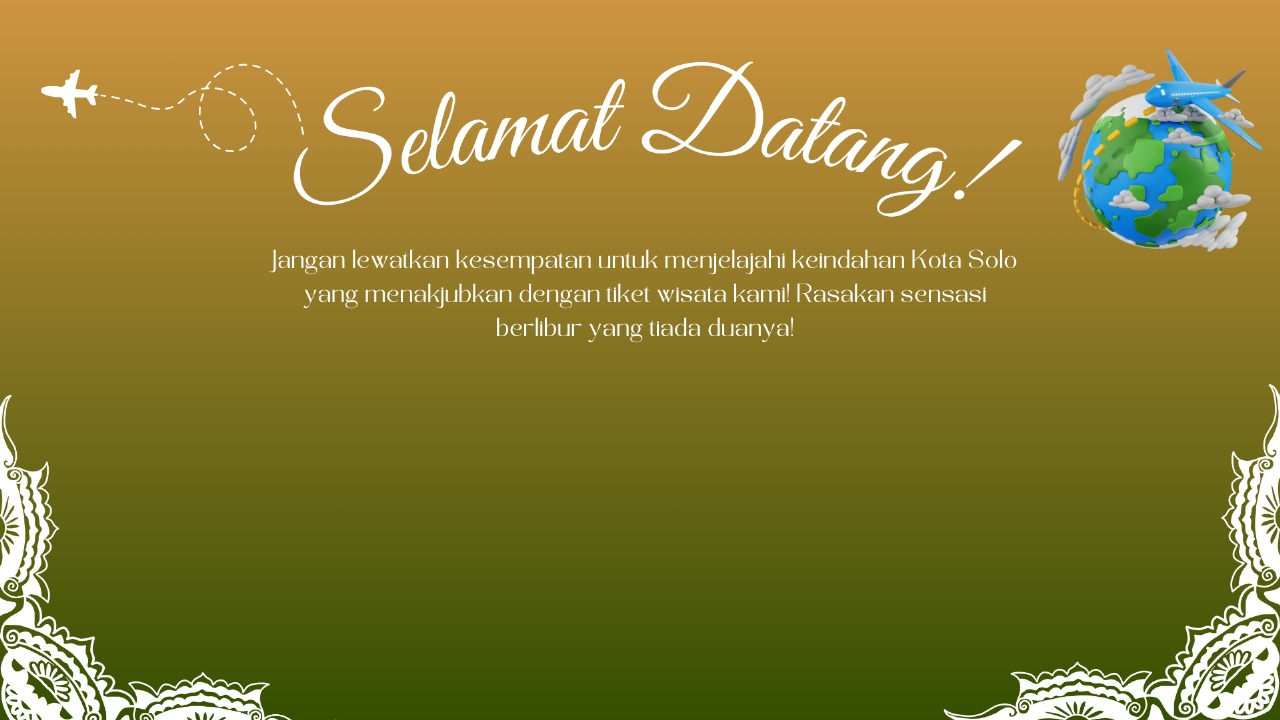 Selamat Datang!
Jangan lewatkan kesempatan untuk menjelajahi keindahan Kota Solo
yang menakjubkan dengan tiket wisata kami! Rasakan sensasi
berlibur yang tiada duanya!